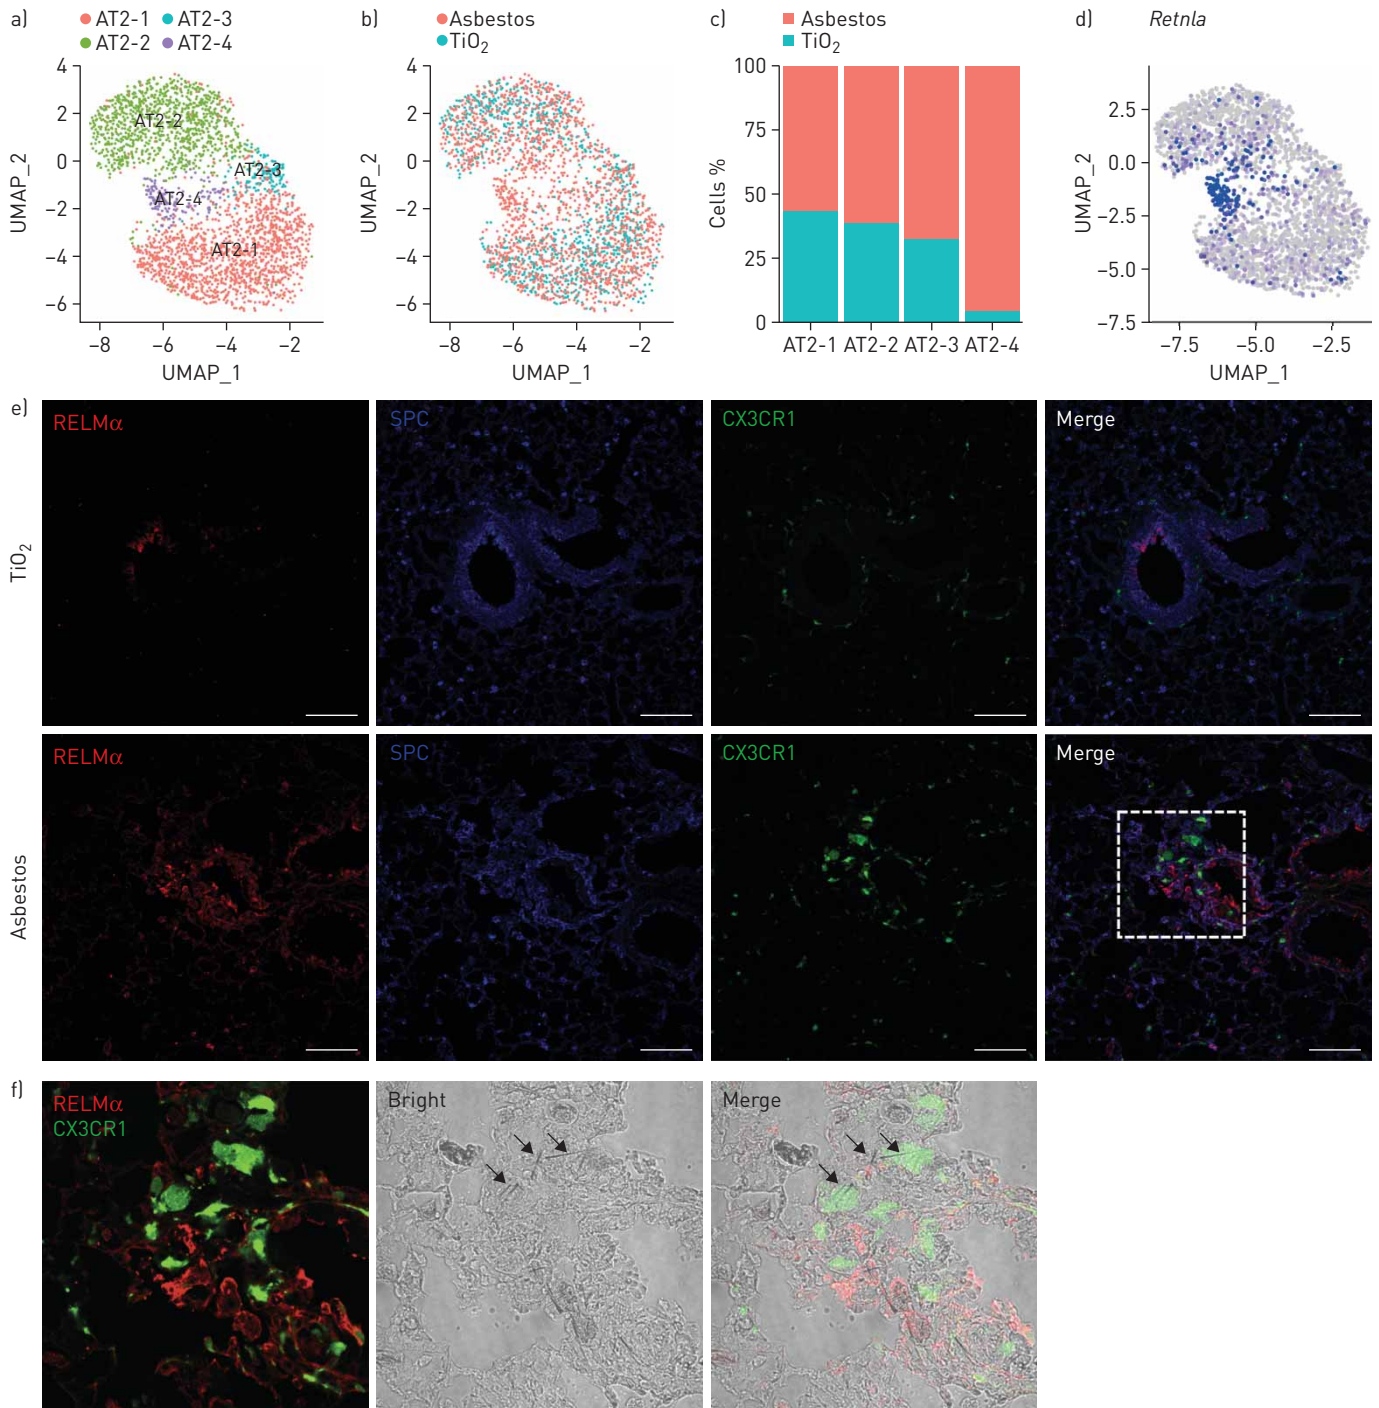 a)
AT2-1 AT2-3
AT2-2 AT2-4
4
2
0
−2
−4
−6
UMAP_2
AT2-2
AT2-3
AT2-4
AT2-1
−8 −6 −4 −2
UMAP_1
b)
Asbestos
TiO2
4
2
0
−2
−4
−6
UMAP_2
−8 −6 −4 −2
UMAP_1
c)
Asbestos
TiO2
100
75
50
25
0
Cells %
AT2-1 AT2-2 AT2-3 AT2-4
d)
Retnla
2.5
0.0
−2.5
−5.0
−7.5
UMAP_2
−7.5 −5.0 −2.5
UMAP_1
e)
TiO2
RELMα
SPC
CX3CR1
Merge
Asbestos
RELMα
SPC
CX3CR1
Merge
f)
RELMα
CX3CR1
Bright
Merge